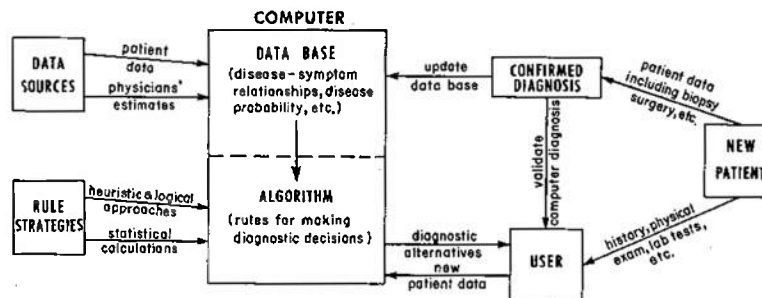 COMPUTER
DATA
SOURCES
patient
data
physicians'
estimates
DATA BASE
(disease-symptom
relationships, disease
probability, etc.)
update
data base
CONFIRMED
DIAGNOSIS
patient data
including biopsy
surgery, etc.
NEW
PATIENT
validate
computer diagnosis
RULE
STRATEGIES
heuristic & logical
approaches
statistical
calculations
ALGORITHM
(rules for making
diagnostic decisions)
diagnostic
alternatives
new
patient data
USER
history, physical
exam, lab tests,
etc.